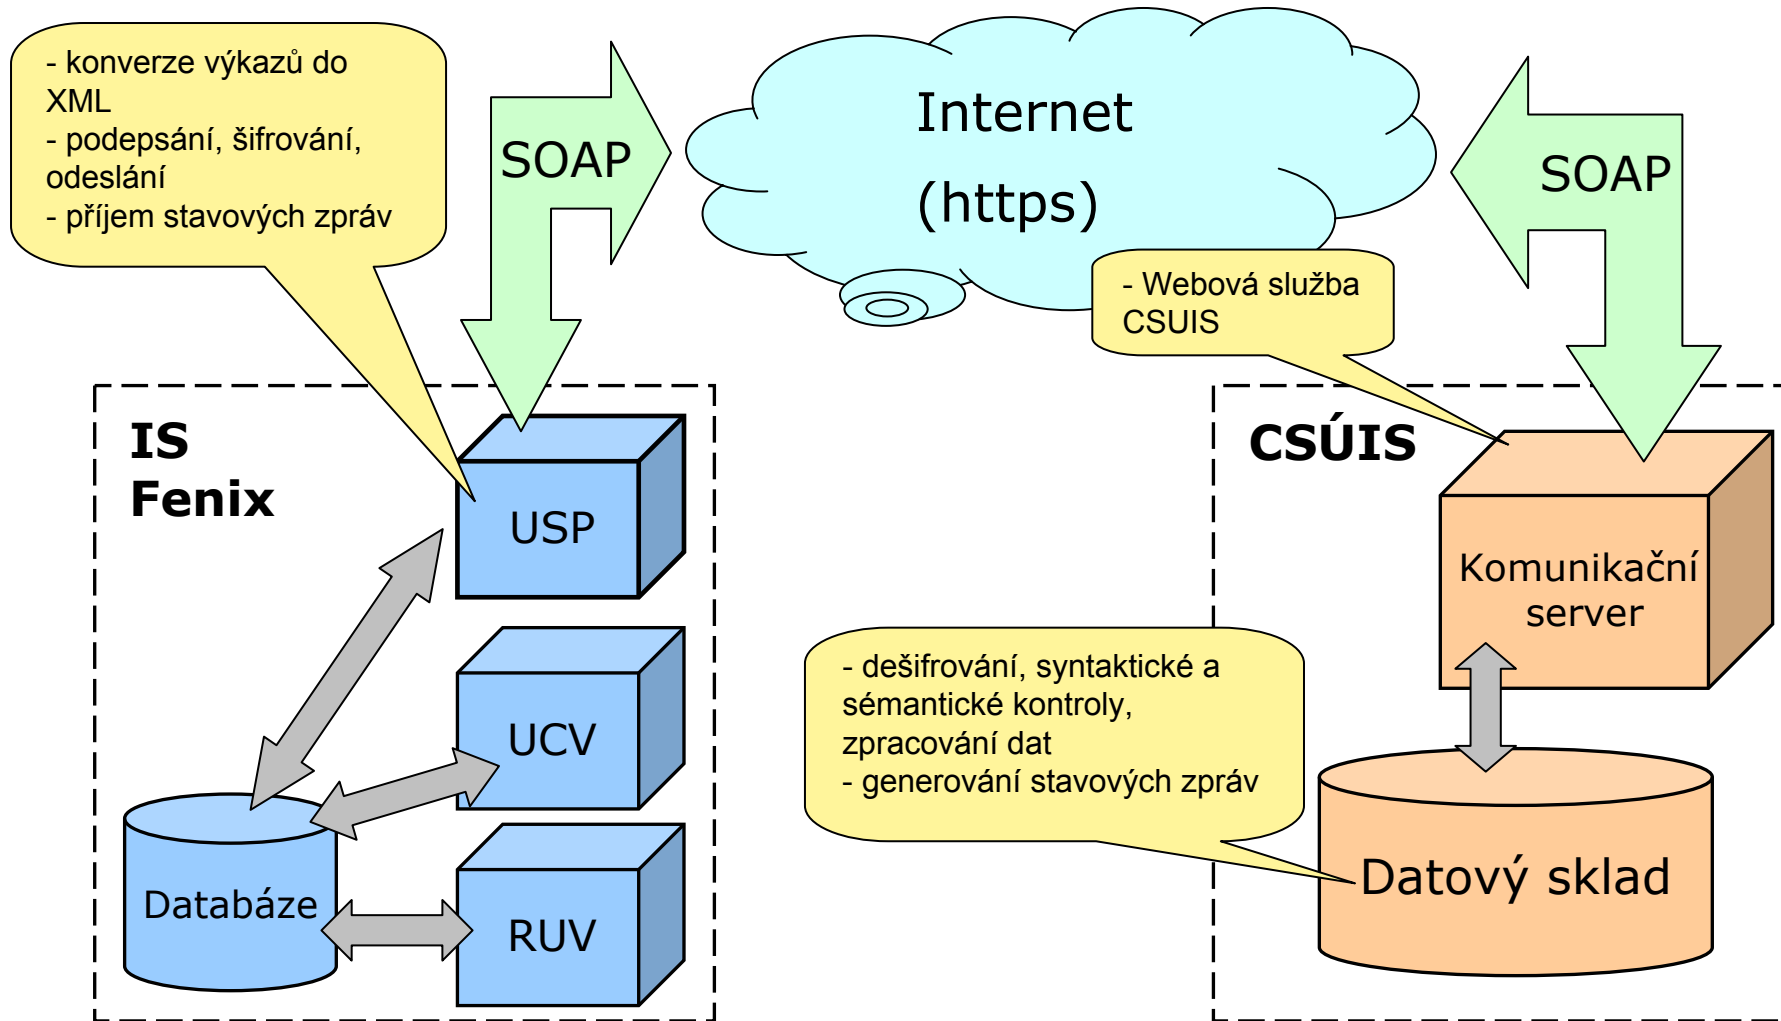 - konverze výkazů do
XML
- podepsání, šifrování,
odeslání
- příjem stavových zpráv
SOAP
Internet
(https)
SOAP
- Webová služba
CSUIS
IS
Fenix
USP
UCV
RUV
Databáze
CSÚIS
Komunikační
server
- dešifrování, syntaktické a
sémantické kontroly,
zpracování dat
- generování stavových zpráv
Datový sklad